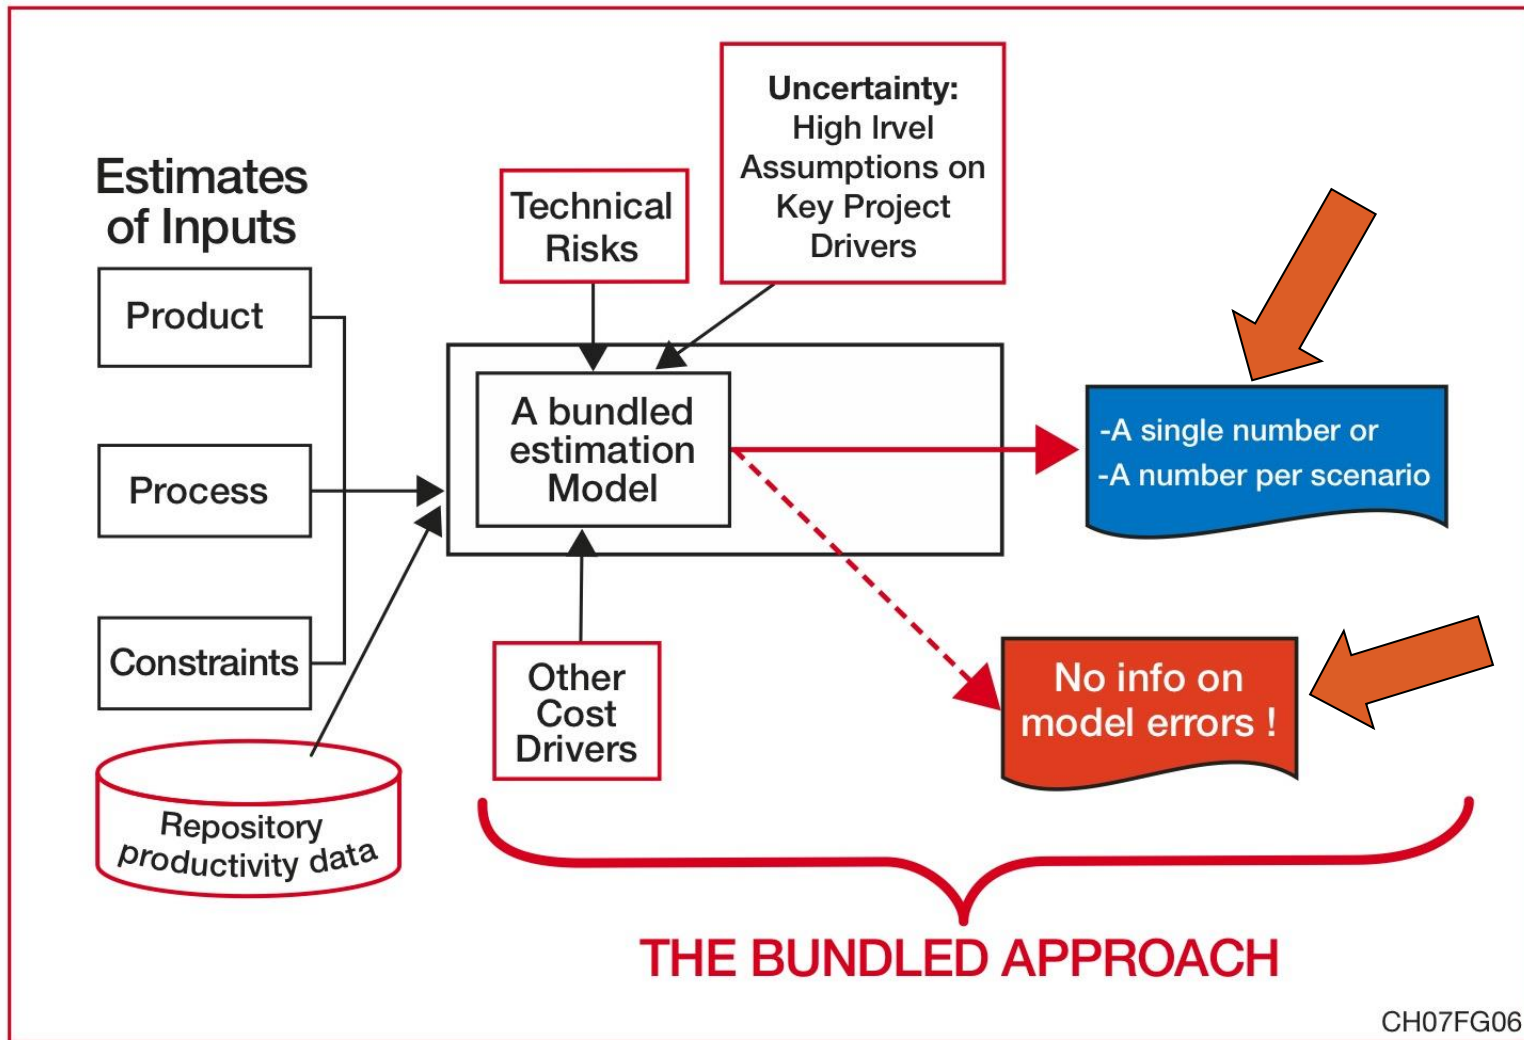 Estimates
of Inputs
Product
Process
Constraints
Repository
productivity data
Technical
Risks
Uncertainty:
High lrvel
Assumptions on
Key Project
Drivers
A bundled
estimation
Model
Other
Cost
Drivers
-A single number or
-A number per scenario
No info on
model errors !
THE BUNDLED APPROACH
CH07FG06